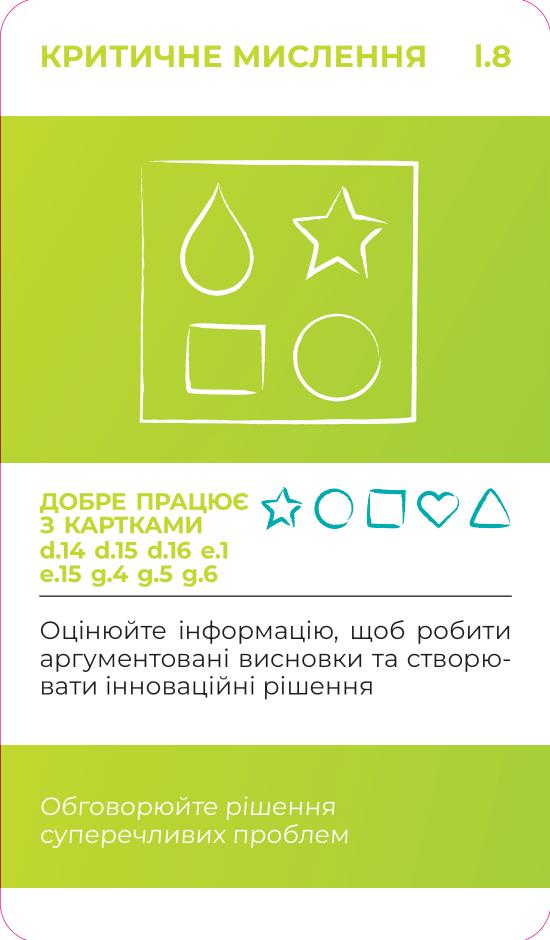 КРИТИЧНЕ МИСЛЕННЯ l.8
ДОБРЕ ПРАЦЮЄ
З КАРТКАМИ
d.14 d.15 d.16 e.1
e.15 g.4 g.5 g.6
Оцінюйте інформацію, щоб робити
аргументовані висновки та створю-
вати інноваційні рішення
Обговорюйте рішення
суперечливих проблем